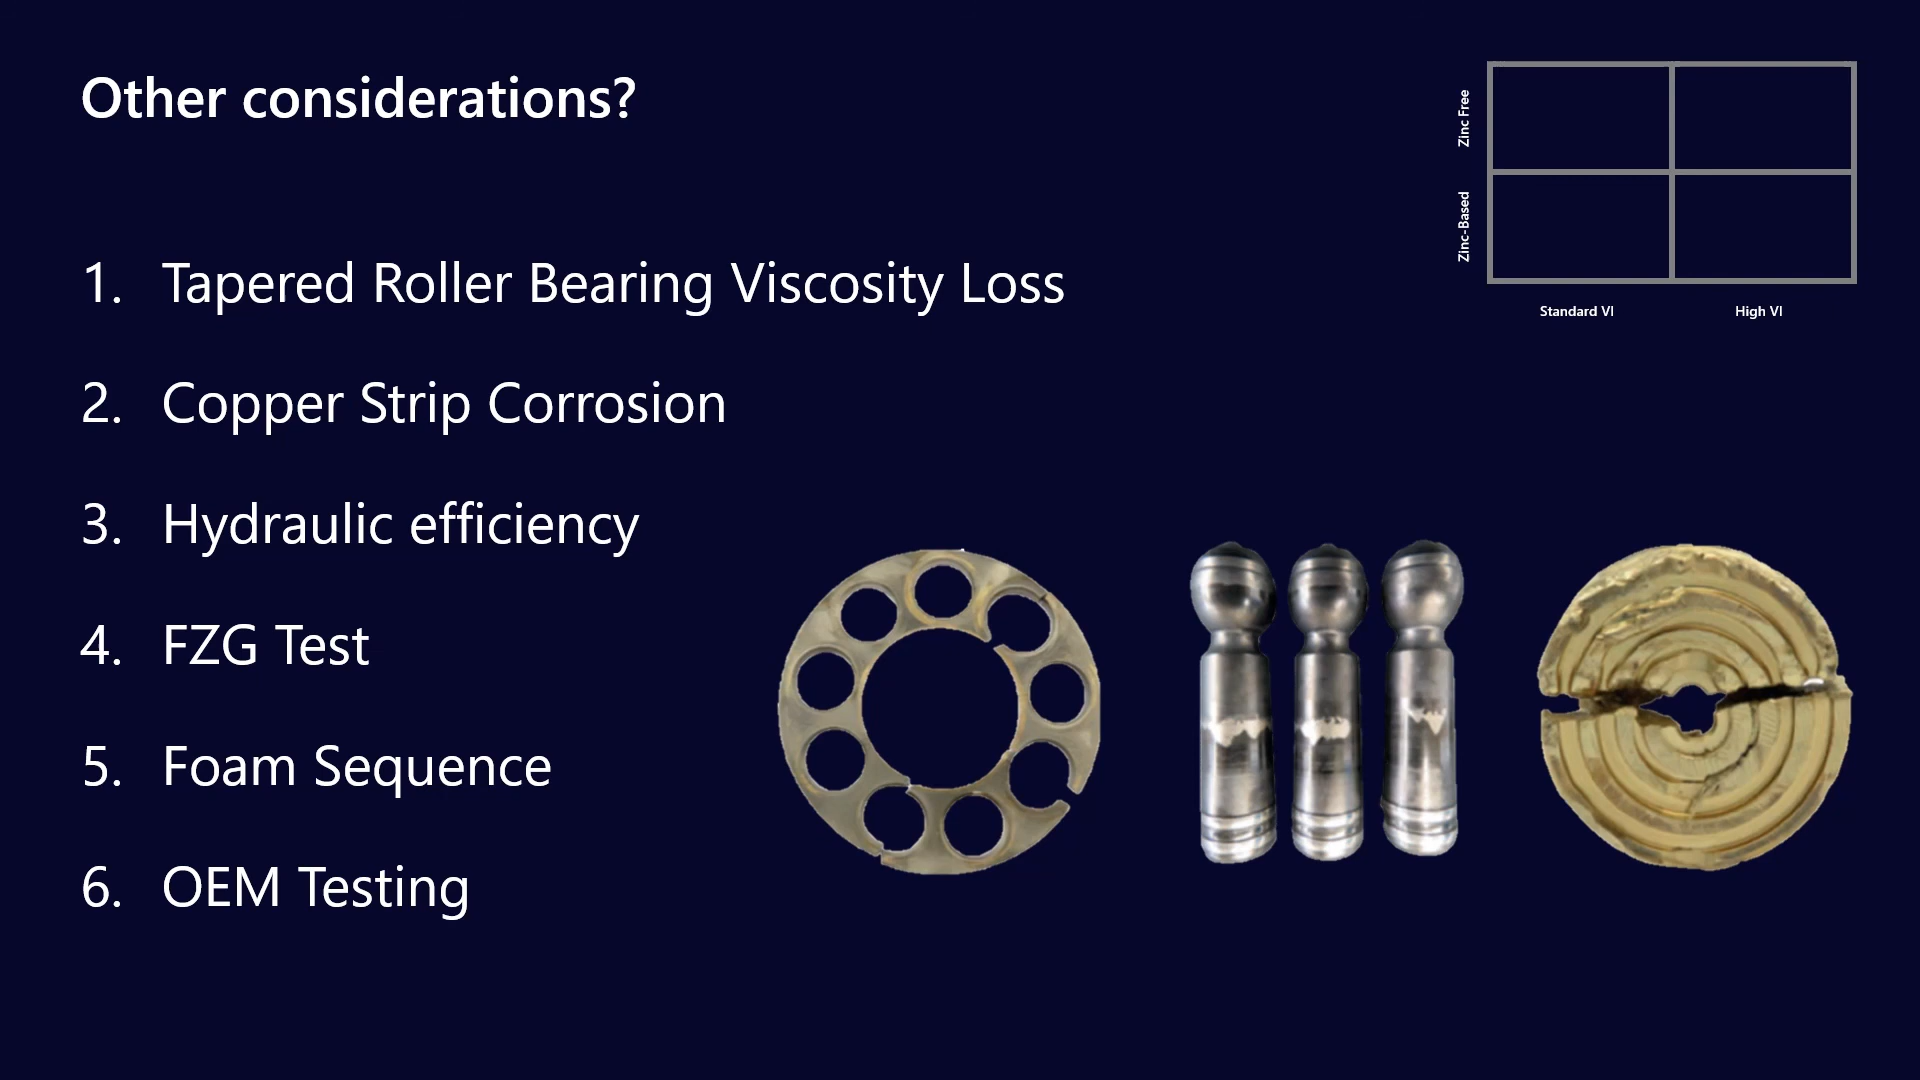 Other considerations?
Zinc Free
Zinc-Based
Standard VI
High VI
1. Tapered Roller Bearing Viscosity Loss
2. Copper Strip Corrosion
3. Hydraulic efficiency
4. FZG Test
5. Foam Sequence
6. OEM Testing